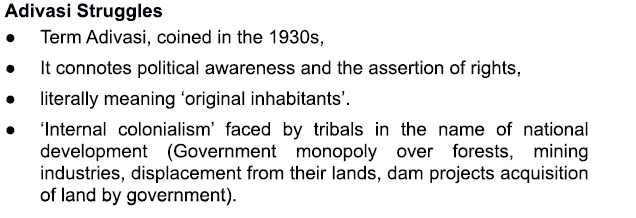 Adivasi Struggles
● Term Adivasi, coined in the 1930s,
● It connotes political awareness and the assertion of rights,
● literally meaning ‘original inhabitants’.
● ‘Internal colonialism’ faced by tribals in the name of national
development (Government monopoly over forests, mining
industries, displacement from their lands, dam projects acquisition
of land by government).